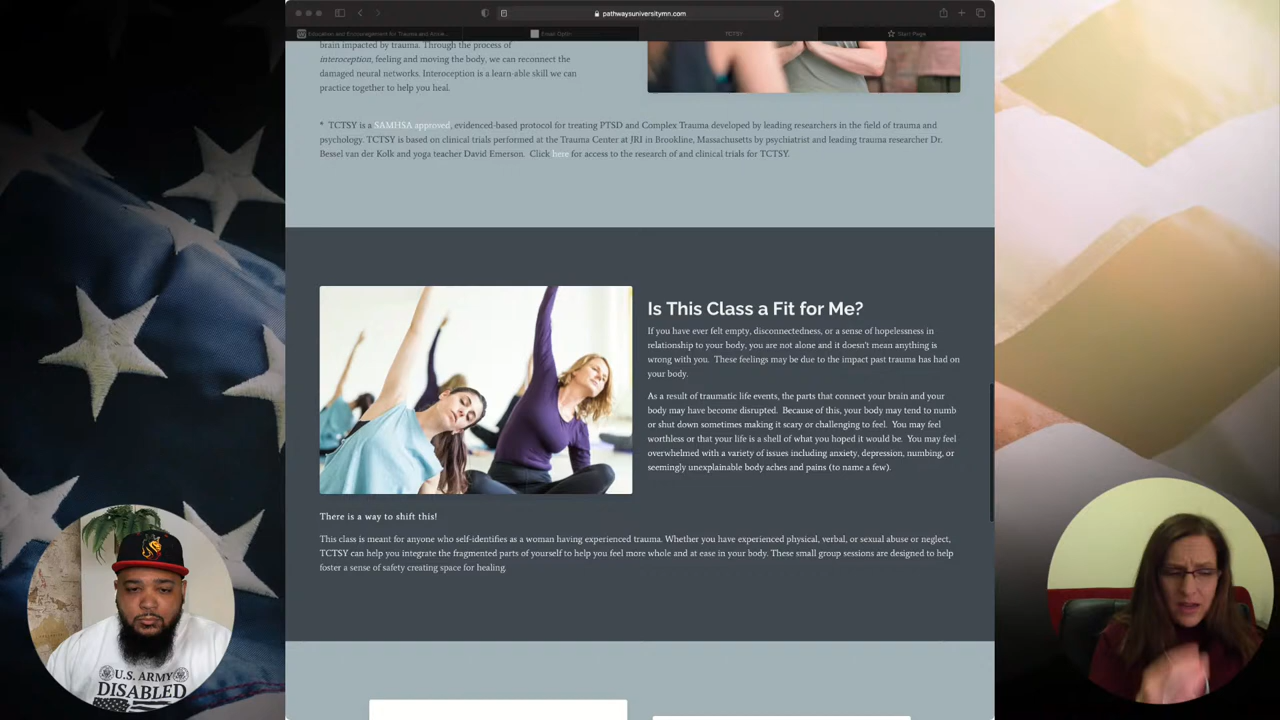 pathwaysuniversitymn.com
Education and Encouragement for Trauma and
Email Optin
TCTSY
Start Page
brain impacted by trauma. Through the process of
interoception, feeling and moving the body, we can reconnect the
damaged neural networks. Interoception is a learn-able skill we can
practice together to help you heal.
* TCTSY is a SAMHSA approved, evidenced-based protocol for treating PTSD and Complex Trauma developed by leading researchers in the field of trauma and
psychology. TCTSY is based on clinical trials performed at the Trauma Center at JRI in Brookline, Massachusetts by psychiatrist and leading trauma researcher Dr.
Bessel van der Kolk and yoga teacher David Emerson. Click here for access to the research of and clinical trials for TCTSY.
Is This Class a Fit for Me?
If you have ever felt empty, disconnectedness, or a sense of hopelessness in
relationship to your body, you are not alone and it doesn't mean anything is
wrong with you. These feelings may be due to the impact past trauma has had on
your body.
As a result of traumatic life events, the parts that connect your brain and your
body may have become disrupted. Because of this, your body may tend to numb
or shut down sometimes making it scary or challenging to feel. You may feel
worthless or that your life is a shell of what you hoped it would be. You may feel
overwhelmed with a variety of issues including anxiety, depression, numbing, or
seemingly unexplainable body aches and pains (to name a few).
There is a way to shift this!
This class is meant for anyone who self-identifies as a woman having experienced trauma. Whether you have experienced physical, verbal, or sexual abuse or neglect,
TCTSY can help you integrate the fragmented parts of yourself to help you feel more whole and at ease in your body. These small group sessions are designed to help
foster a sense of safety creating space for healing.
U.S. ARMY
DISABLED